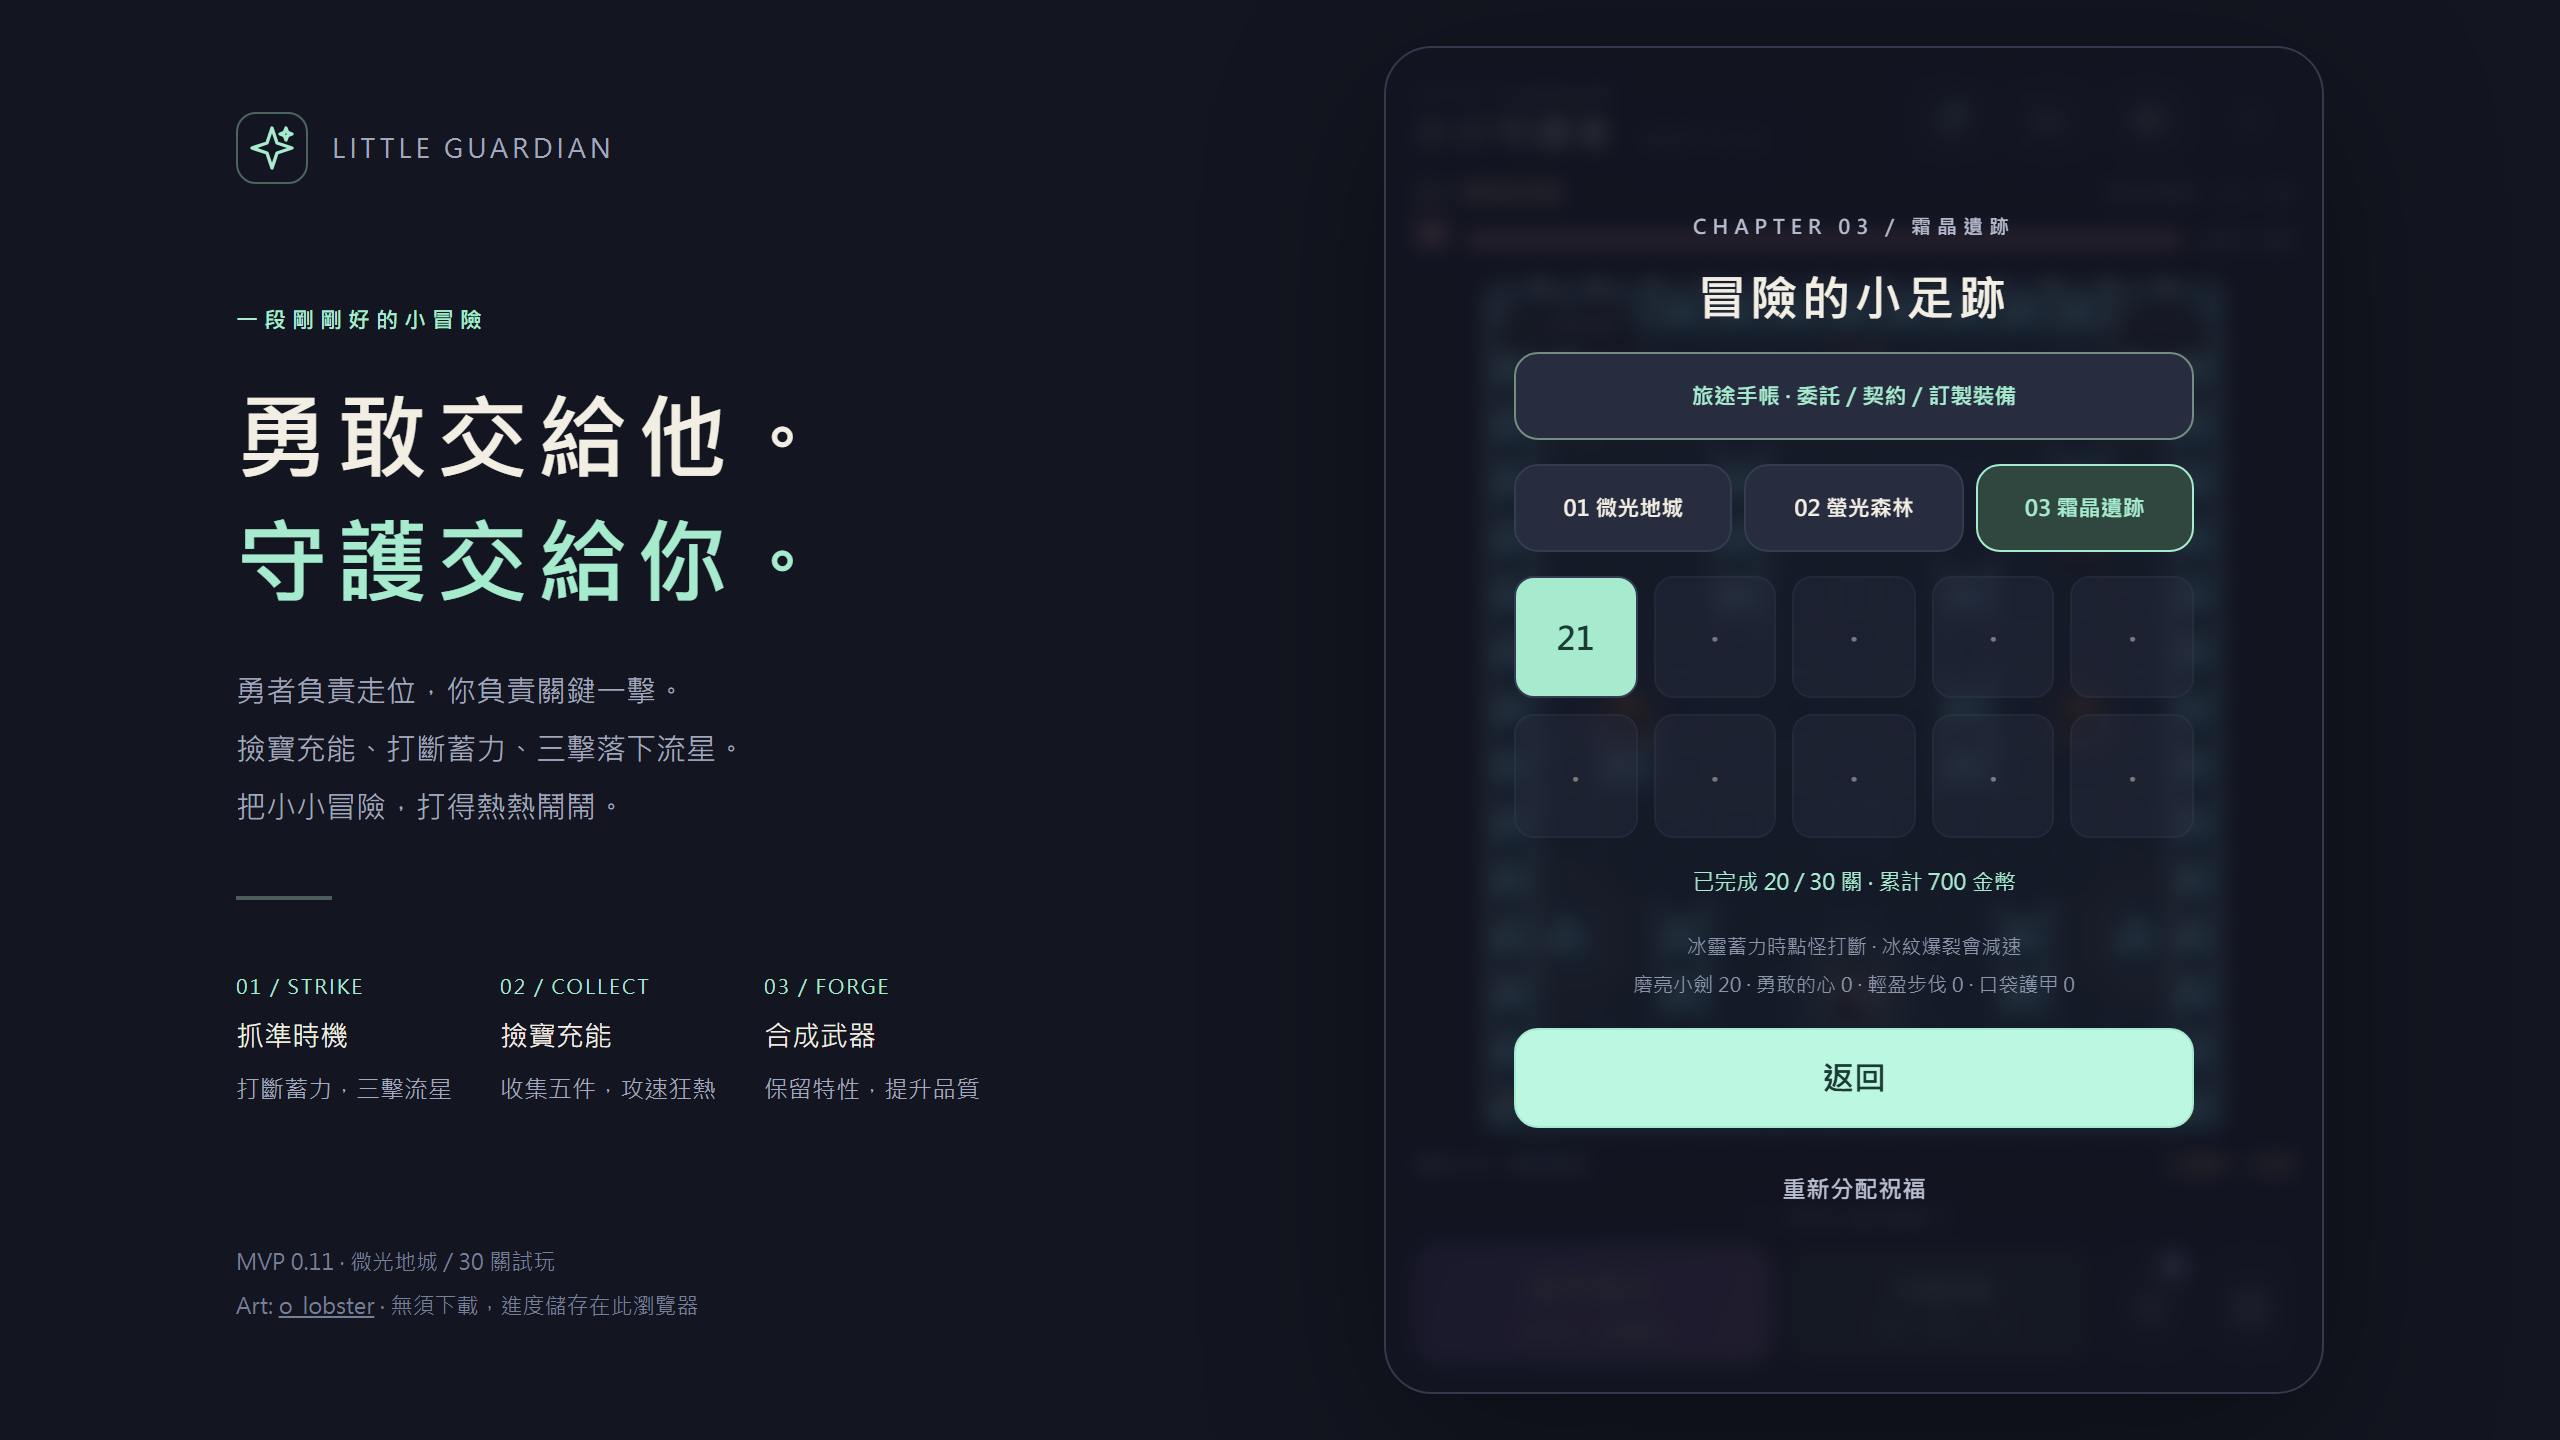 LITTLE GUARDIAN
一段剛剛好的小冒險
勇敢交給他。
守護交給你。
勇者負責走位，你負責關鍵一擊。
撿寶充能、打斷蓄力、三擊落下流星。
把小小冒險，打得熱熱鬧鬧。
01 / STRIKE
抓準時機
打斷蓄力，三擊流星
02 / COLLECT
撿寶充能
收集五件，攻速狂熱
03 / FORGE
合成武器
保留特性，提升品質
MVP 0.11 · 微光地城 / 30 關試玩
Art: o_lobster · 無須下載，進度儲存在此瀏覽器
CHAPTER 03 / 霜晶遺跡
冒險的小足跡
旅途手帳 · 委託 / 契約 / 訂製裝備
01 微光地城
02 螢光森林
03 霜晶遺跡
21
已完成 20 / 30 關 · 累計 700 金幣
冰靈蓄力時點怪打斷 · 冰紋爆裂會減速
磨亮小劍 20 · 勇敢的心 0 · 輕盈步伐 0 · 口袋護甲 0
返回
重新分配祝福